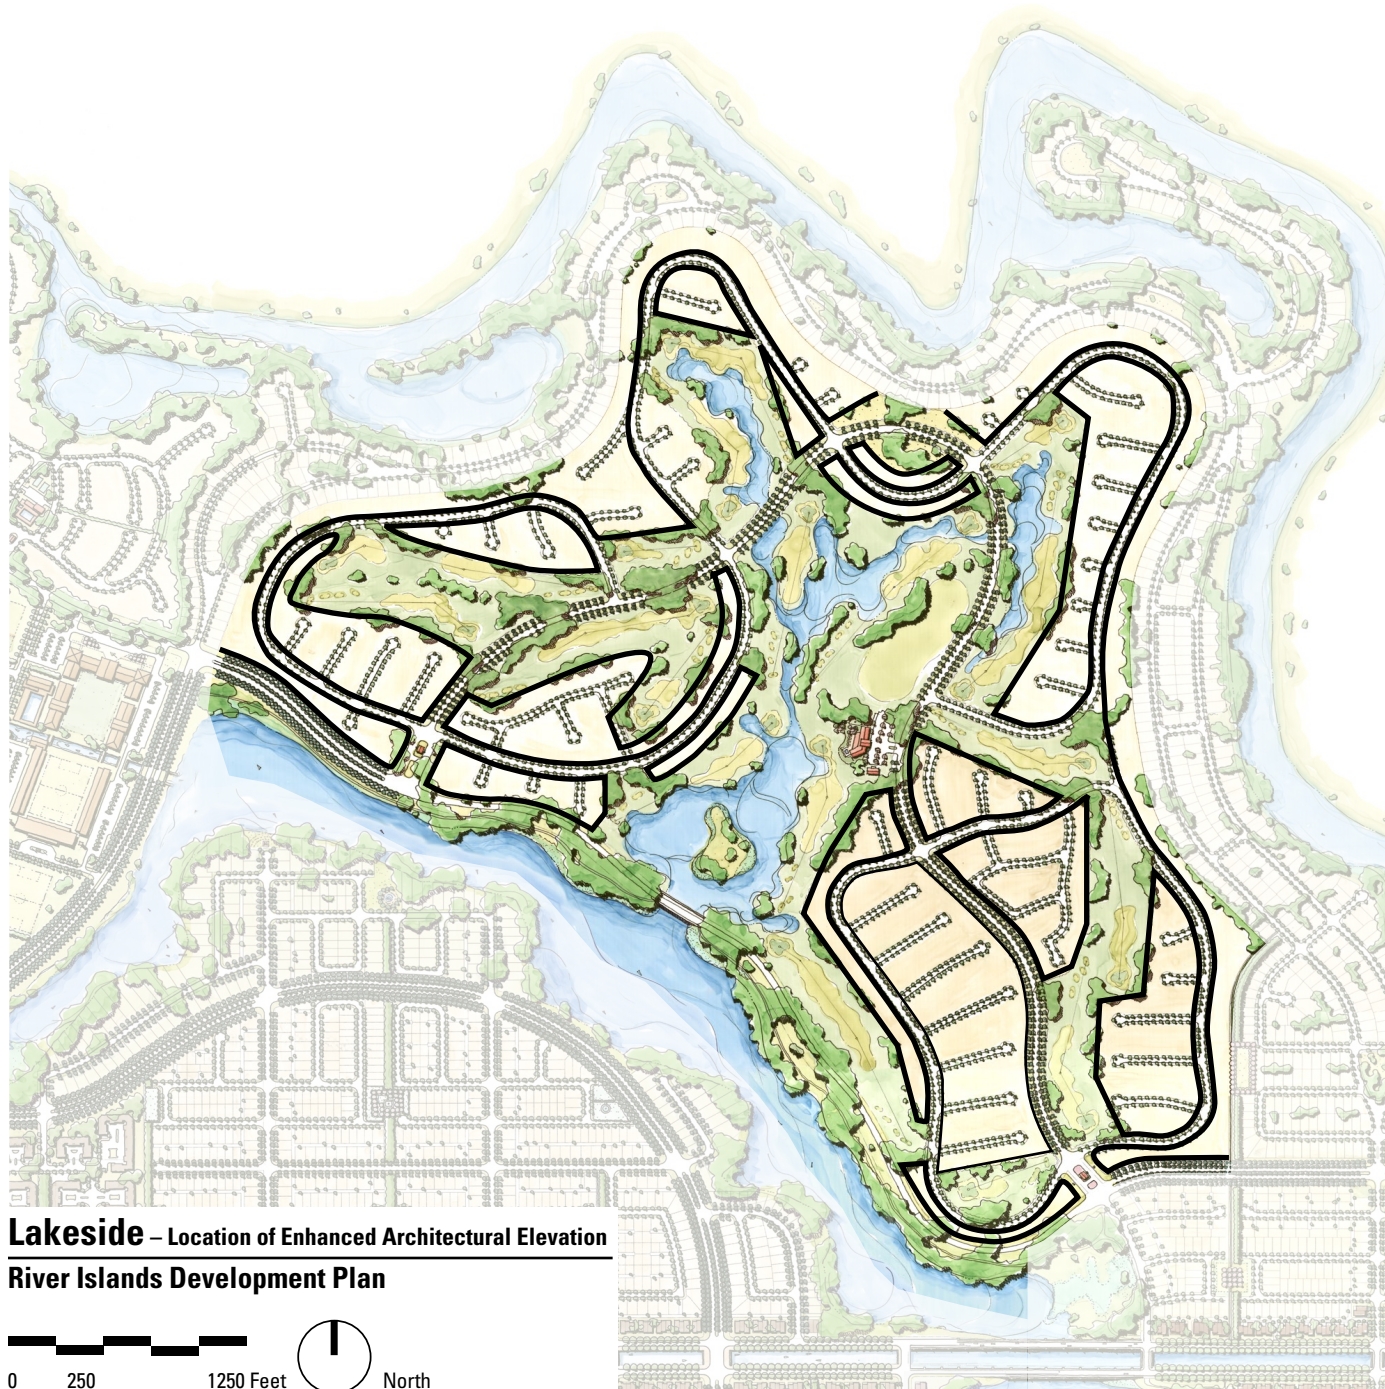 Lakeside – Location of Enhanced Architectural Elevation
River Islands Development Plan
0 250 1250 Feet North